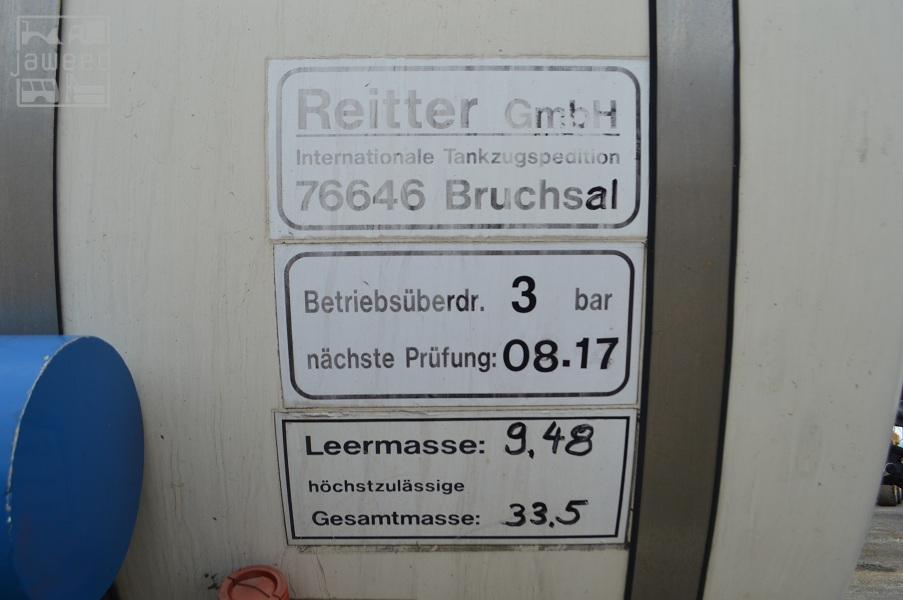 jaweed
Reitter GmbH
Internationale Tankzugspedition
76646 Bruchsal
Betriebsüberdr. 3 bar
nächste Prüfung: 08.17
Leermasse: 9,48
höchstzulässige
Gesamtmasse: 33.5